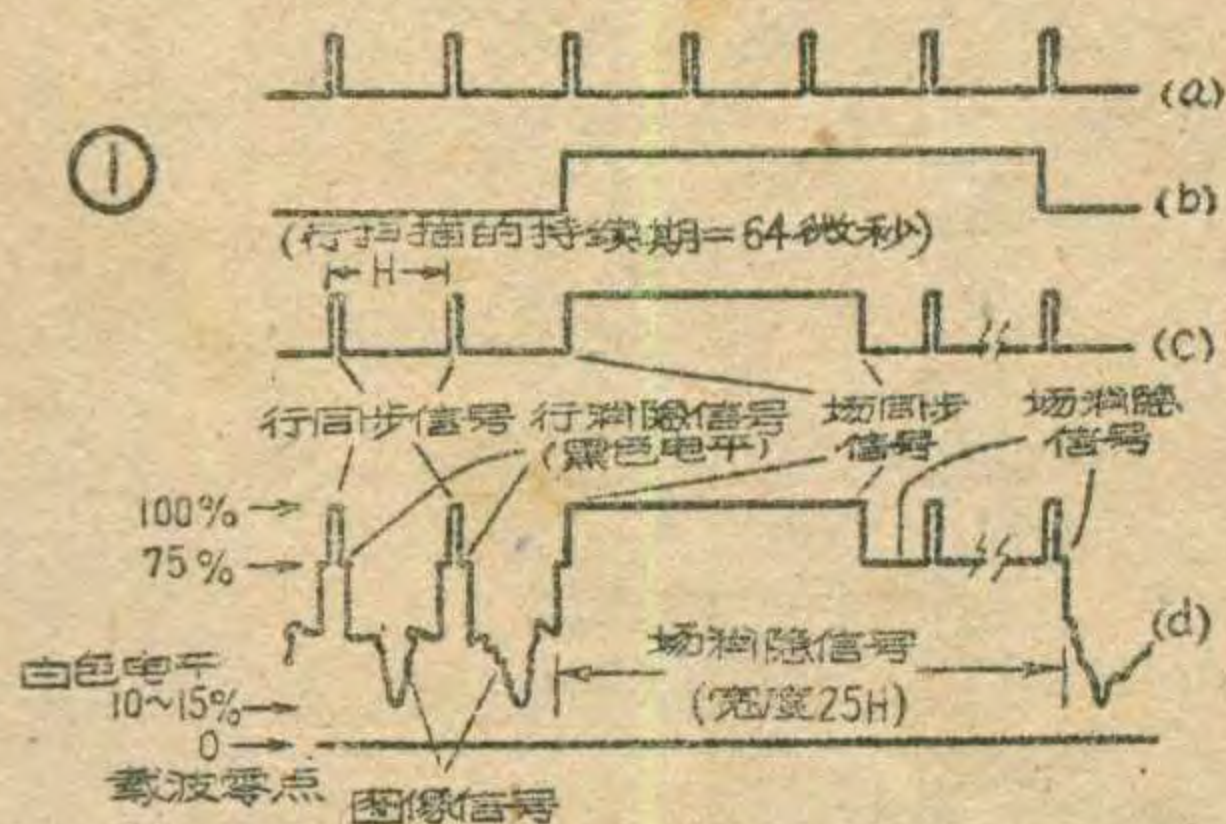 ①
(a)
(b)
(行扫描的持续期=64微秒)
H
(c)
行同步信号
行消隐信号
(黑色电平)
场同步
信号
场消隐
信号
100%
75%
(d)
白色电平
10~15%
0
载波零点
图像信号
场消隐信号
(宽度25H)